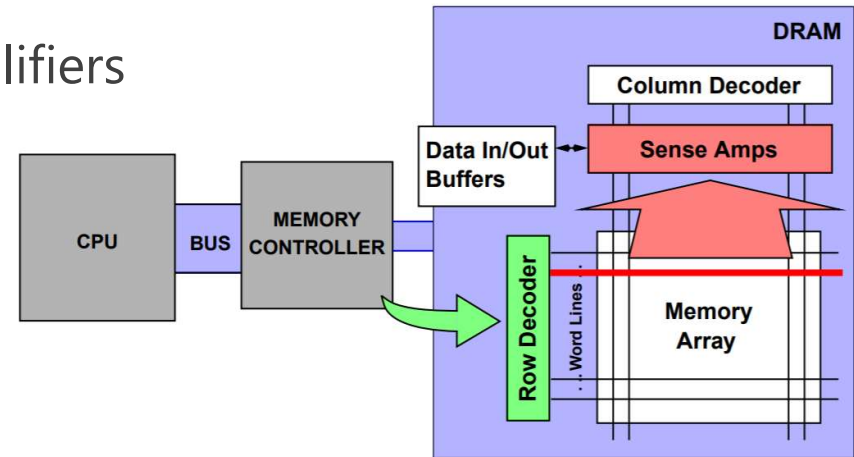 lifiers
DRAM
Column Decoder
Sense Amps
Data In/Out
Buffers
CPU
BUS
MEMORY
CONTROLLER
Row Decoder
. . . Word Lines . . .
Memory
Array